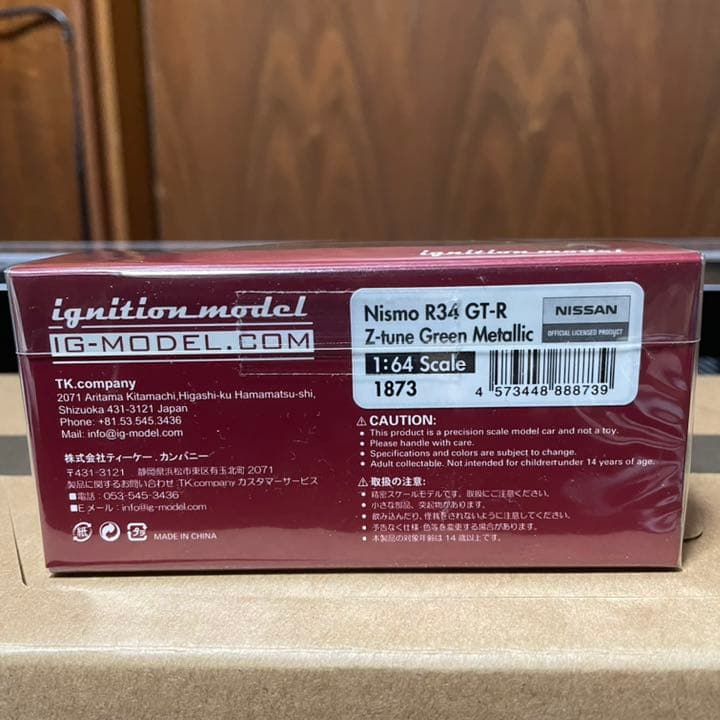 ignition model
ignition model
IG-MODEL.COM
TK.company
2071 Aritama Kitamachi,Higashi-ku Hamamatsu-shi,
Shizuoka 431-3121 Japan
Phone: +81.53.545.3436
Mail: info@ig-model.com
株式会社ティーケー.カンパニー
〒431-3121 静岡県浜松市東区有玉北町 2071
製品に関するお問い合わせ TK.company カスタマーサービス
■電話 : 053-545-3436
■Eメール : info@ig-model.com
紙
プラ
外
タグ
MADE IN CHINA
Nismo R34 GT-R
Z-tune Green Metallic
1:64 Scale
1873
NISSAN
OFFICIAL LICENSED PRODUCT
4 573448 888739
⚠ CAUTION:
● This product is a precision scale model car and not a toy.
● Please handle with care.
● Specifications and colors are subject to change.
● Adult collectable. Not intended for childrerunder 14 years of age.
⚠ 取扱の注意:
● 精密スケールモデルです。取扱にご注意ください。
● 小さな部品、突起物があります。
● 飲み込んだり、怪我をされないように注意してください。
● 予告なく仕様・色等を変更する場合があります。
● 本製品の対象年齢は14歳以上です。